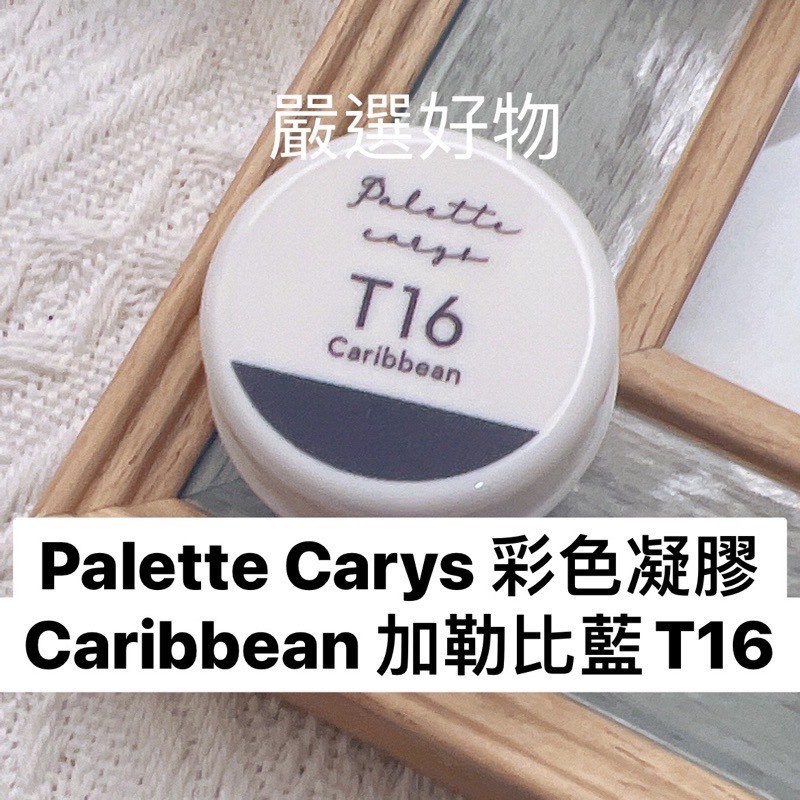 嚴選好物
Palette
carys
T16
Caribbean
Palette Carys 彩色凝膠
Caribbean 加勒比藍 T16